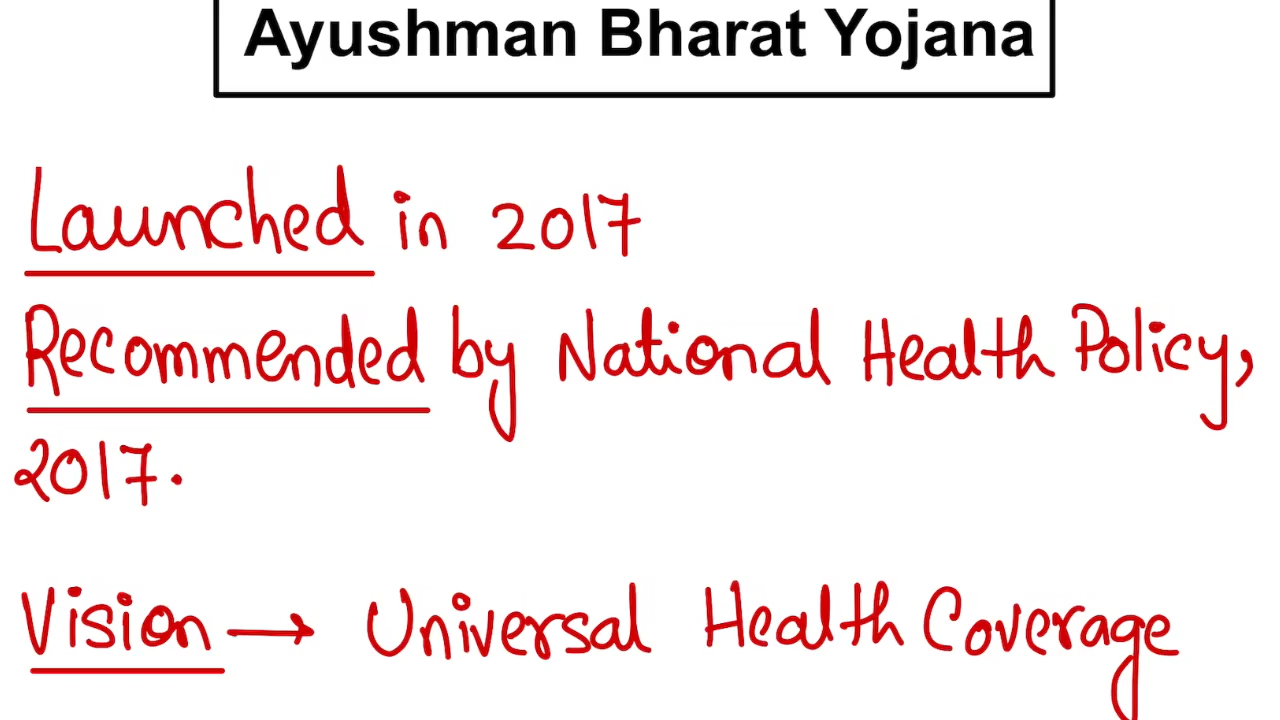 Ayushman Bharat Yojana
Launched in 2017
Recommended by National Health Policy,
2017.
Vision → Universal Health Coverage